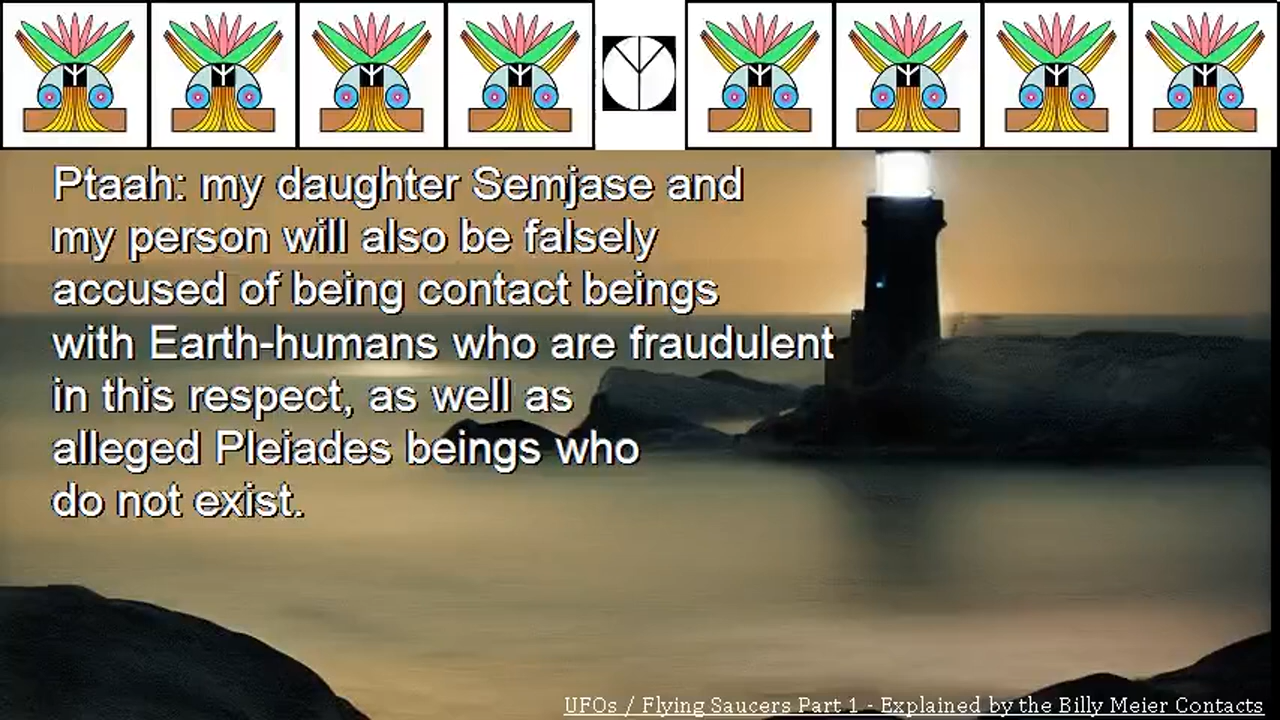 Ptaah: my daughter Semjase and
my person will also be falsely
accused of being contact beings
with Earth-humans who are fraudulent
in this respect, as well as
alleged Pleiades beings who
do not exist.
UFOs / Flying Saucers Part 1 - Explained by the Billy Meier Contacts